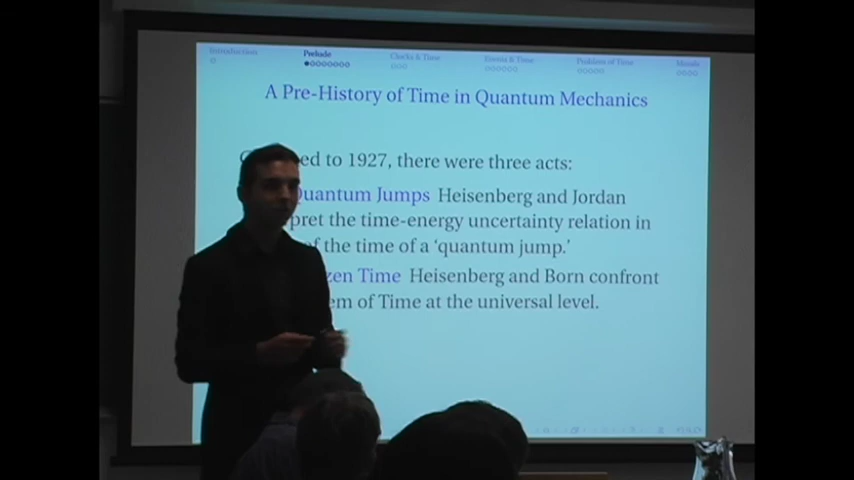 Introduction Prelude Clocks & Time Events & Time Problem of Time Morals
A Pre-History of Time in Quantum Mechanics
ed to 1927, there were three acts:
Quantum Jumps Heisenberg and Jordan
pret the time-energy uncertainty relation in
of the time of a ‘quantum jump.’
zen Time Heisenberg and Born confront
em of Time at the universal level.